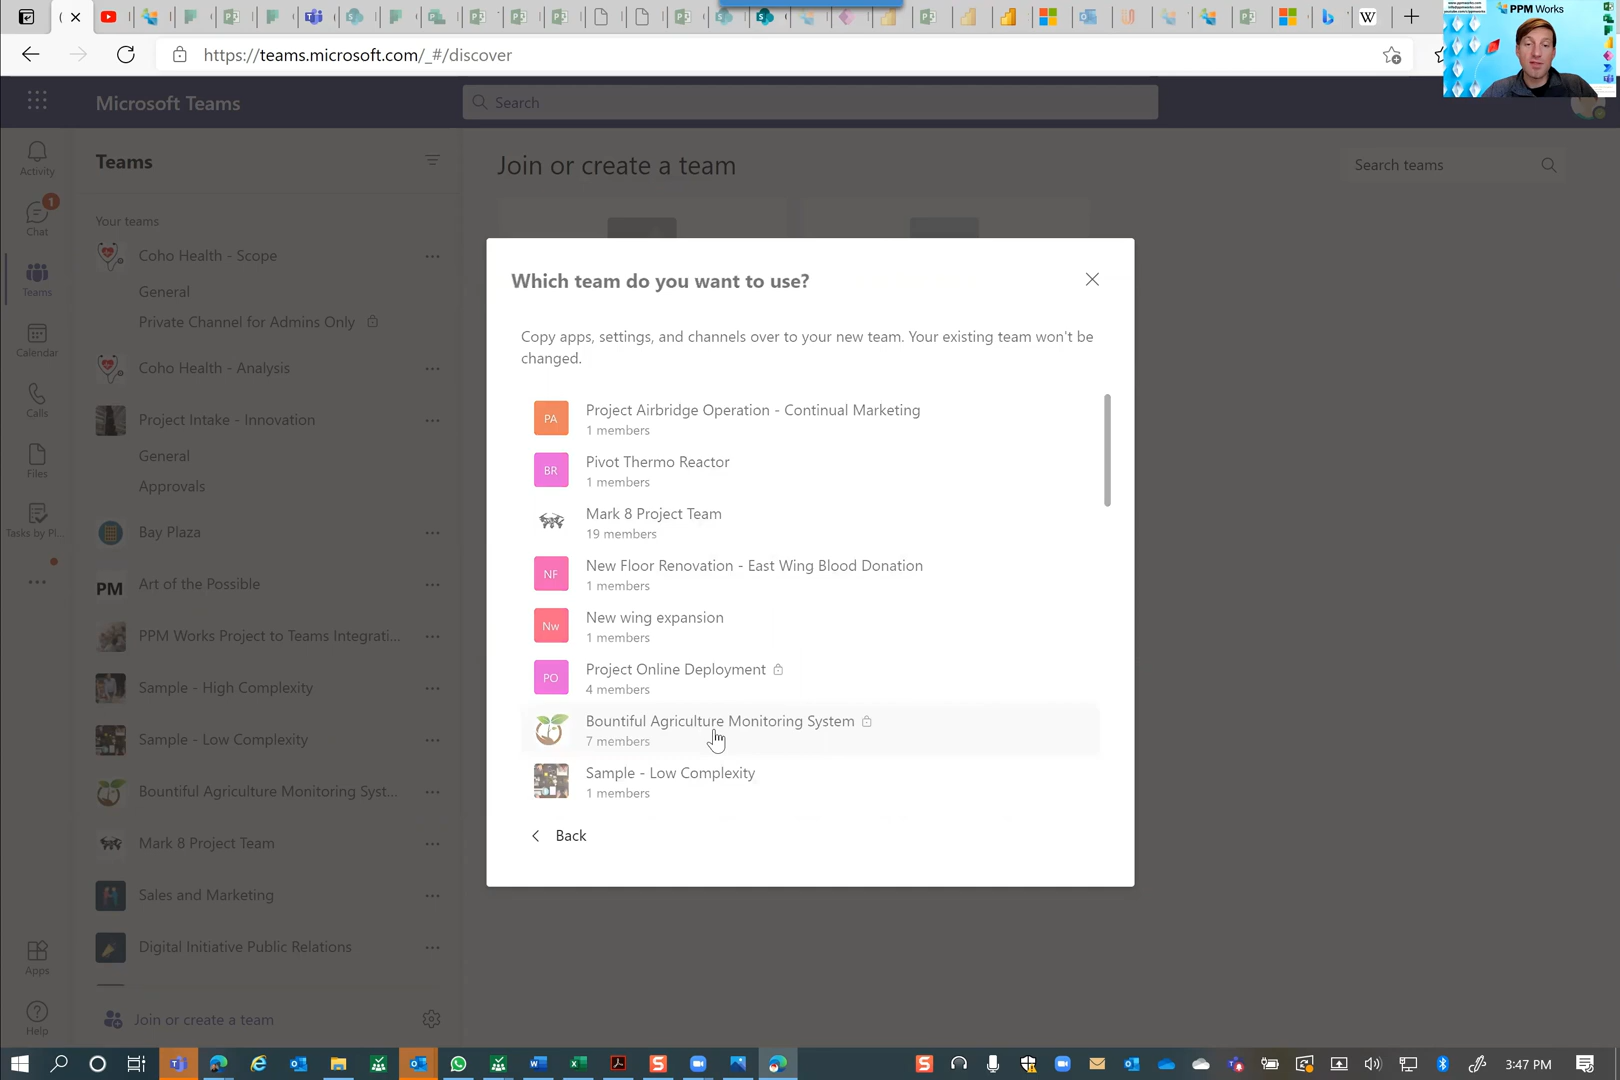 www.ppmworks.com
PPM Works
https://teams.microsoft.com/_#/discover
Microsoft Teams
Search
Activity
Chat
1
Teams
Calendar
Calls
Files
Tasks by Pl...
Apps
Help
Teams
Your teams
Coho Health - Scope
General
Private Channel for Admins Only
Coho Health - Analysis
Project Intake - Innovation
General
Approvals
Bay Plaza
PM
Art of the Possible
PPM Works Project to Teams Integrati...
Sample - High Complexity
Sample - Low Complexity
Bountiful Agriculture Monitoring Syst...
Mark 8 Project Team
Sales and Marketing
Digital Initiative Public Relations
Join or create a team
Join or create a team
Search teams
Which team do you want to use?
Copy apps, settings, and channels over to your new team. Your existing team won't be
changed.
PA
Project Airbridge Operation - Continual Marketing
1 members
BR
Pivot Thermo Reactor
1 members
Mark 8 Project Team
19 members
NF
New Floor Renovation - East Wing Blood Donation
1 members
Nw
New wing expansion
1 members
PO
Project Online Deployment
4 members
Bountiful Agriculture Monitoring System
7 members
Sample - Low Complexity
1 members
Back
3:47 PM